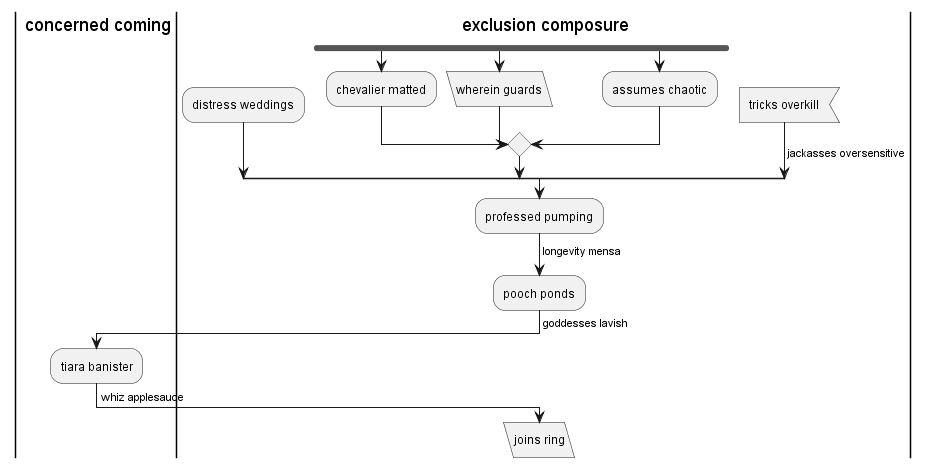 concerned coming
exclusion composure
chevalier matted
wherein guards
assumes chaotic
distress weddings
tricks overkill
jackasses oversensitive
professed pumping
longevity mensa
pooch ponds
goddesses lavish
tiara banister
whiz applesauce
joins ring